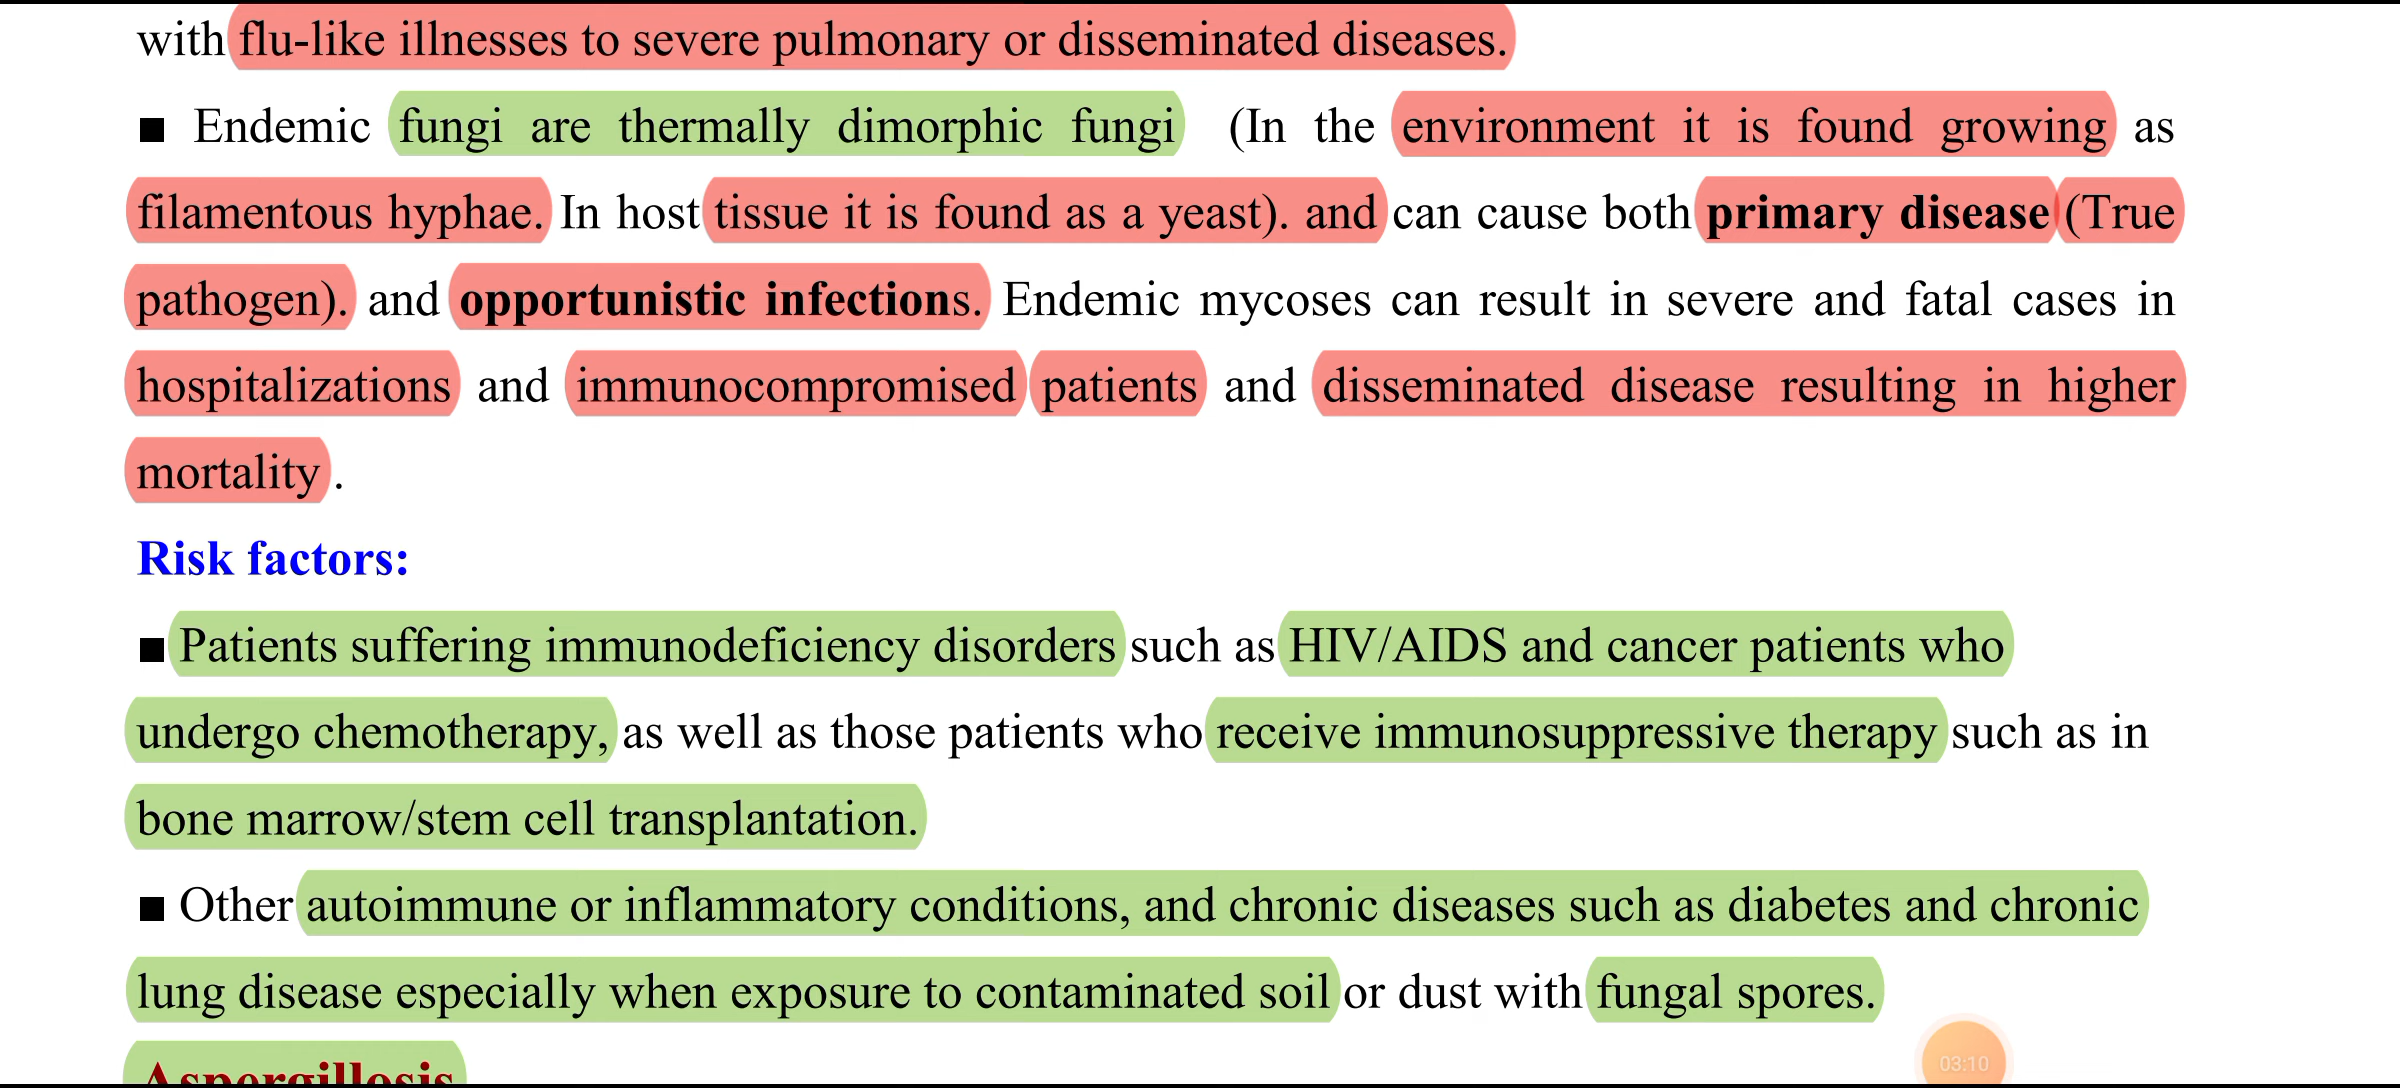 with flu-like illnesses to severe pulmonary or disseminated diseases.
■ Endemic fungi are thermally dimorphic fungi (In the environment it is found growing as
filamentous hyphae. In host tissue it is found as a yeast). and can cause both primary disease (True
pathogen). and opportunistic infections. Endemic mycoses can result in severe and fatal cases in
hospitalizations and immunocompromised patients and disseminated disease resulting in higher
mortality .
Risk factors:
■ Patients suffering immunodeficiency disorders such as HIV/AIDS and cancer patients who
undergo chemotherapy, as well as those patients who receive immunosuppressive therapy such as in
bone marrow/stem cell transplantation.
■ Other autoimmune or inflammatory conditions, and chronic diseases such as diabetes and chronic
lung disease especially when exposure to contaminated soil or dust with fungal spores.
Aspergillosis
03:10